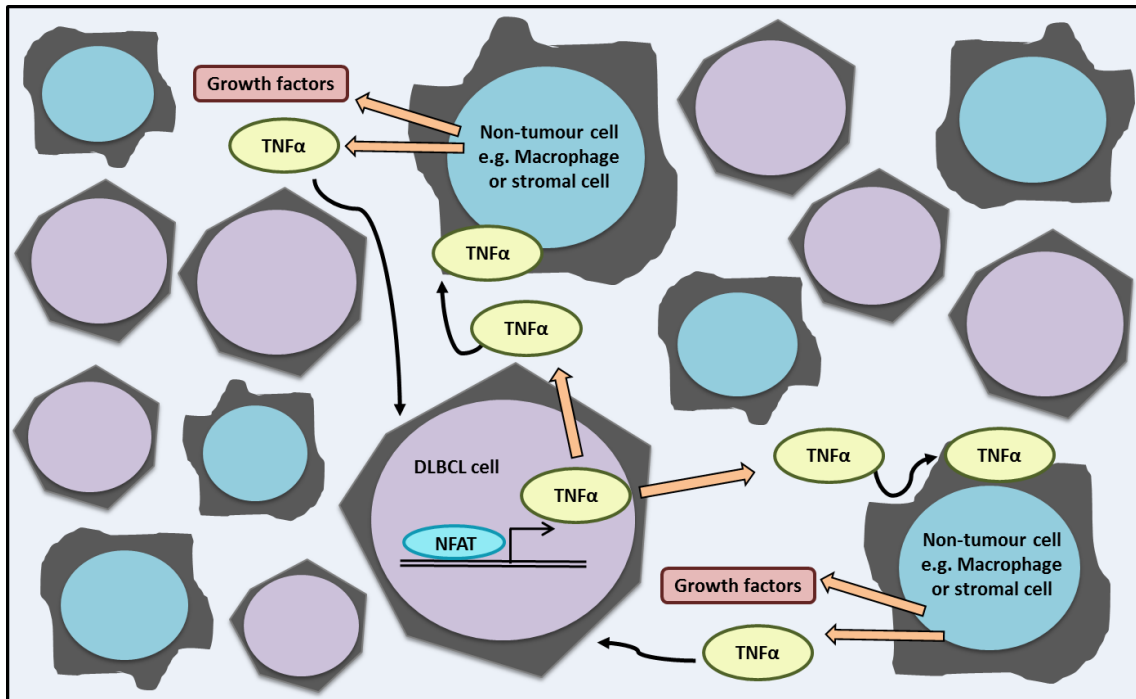 Growth factors
TNFα
Non-tumour cell
e.g. Macrophage
or stromal cell
TNFα
TNFα
DLBCL cell
TNFα
NFAT
TNFα
TNFα
Non-tumour cell
e.g. Macrophage
or stromal cell
Growth factors
TNFα